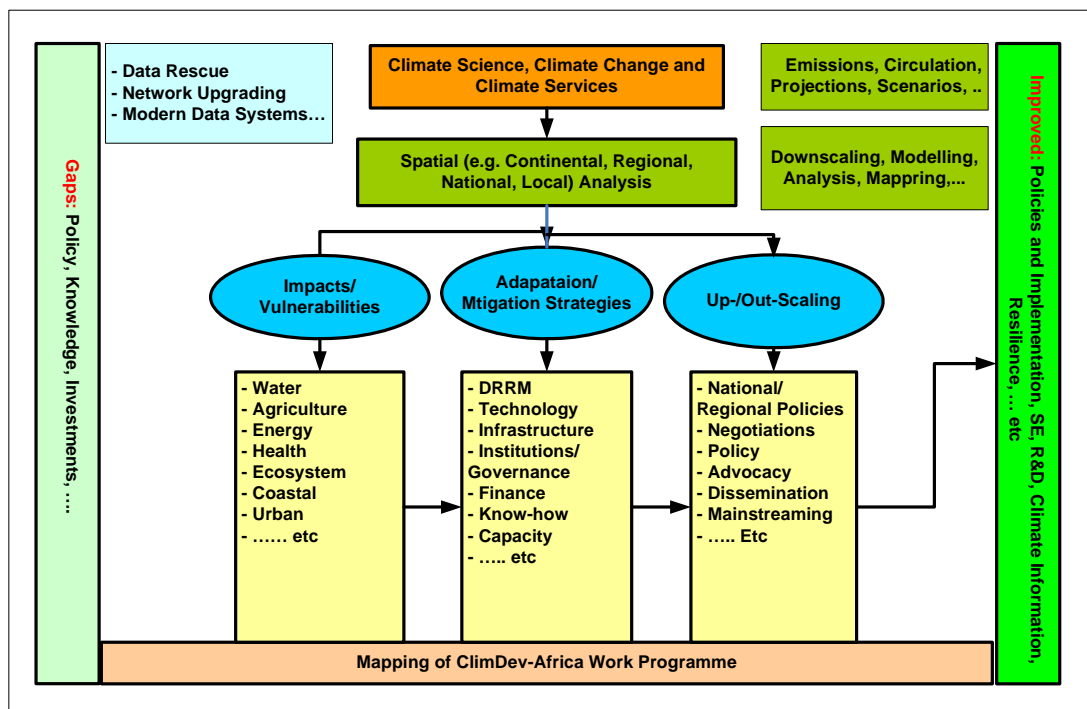 Gaps: Policy, Knowledge, Investments, ….
- Data Rescue
- Network Upgrading
- Modern Data Systems…
Climate Science, Climate Change and
Climate Services
Emissions, Circulation,
Projections, Scenarios, ..
Spatial (e.g. Continental, Regional,
National, Local) Analysis
Downscaling, Modelling,
Analysis, Mappring,...
Impacts/
Vulnerabilities
Adapataion/
Mtigation Strategies
Up-/Out-Scaling
- Water
- Agriculture
- Energy
- Health
- Ecosystem
- Coastal
- Urban
- …… etc
- DRRM
- Technology
- Infrastructure
- Institutions/
Governance
- Finance
- Know-how
- Capacity
- ….. etc
- National/
Regional Policies
- Negotiations
- Policy
- Advocacy
- Dissemination
- Mainstreaming
- ….. Etc
Improved: Policies and Implementation, SE, R&D, Climate Information,
Resilience, … etc
Mapping of ClimDev-Africa Work Programme